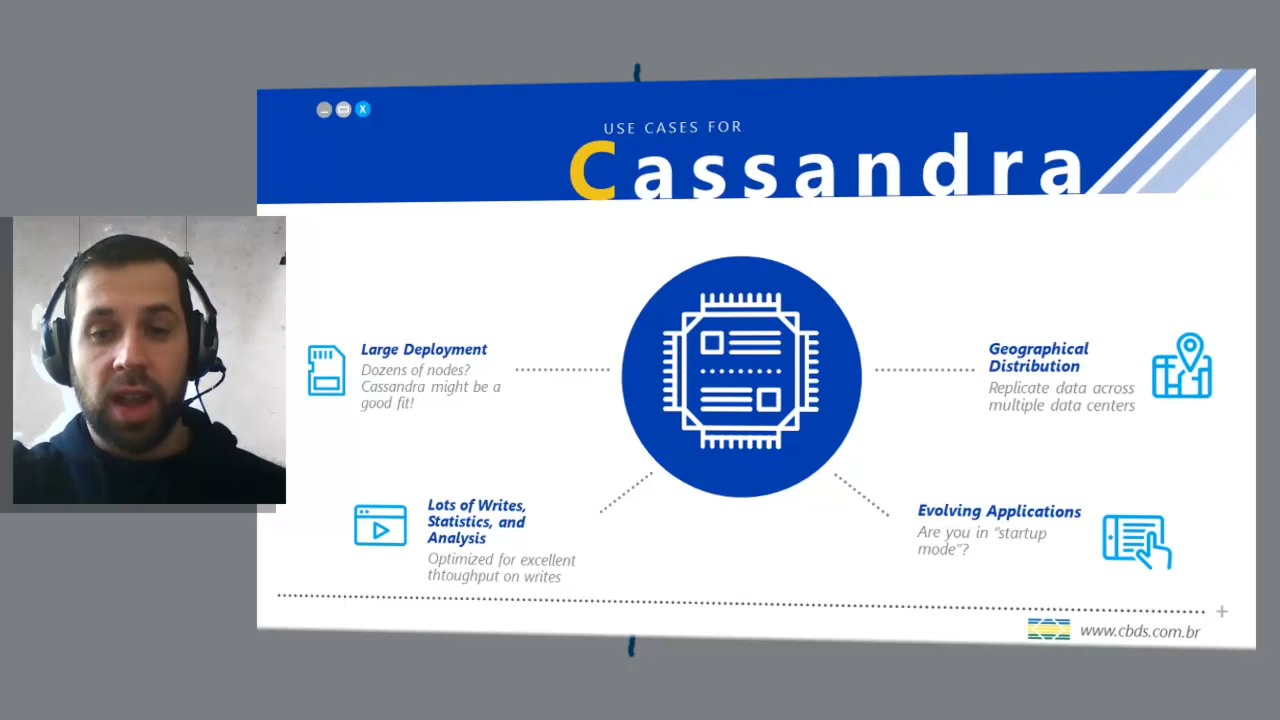 X
USE CASES FOR
Cassandra
Large Deployment
Dozens of nodes?
Cassandra might be a
good fit!
Geographical
Distribution
Replicate data across
multiple data centers
Lots of Writes,
Statistics, and
Analysis
Optimized for excellent
thtoughput on writes
Evolving Applications
Are you in "startup
mode"?
www.cbds.com.br